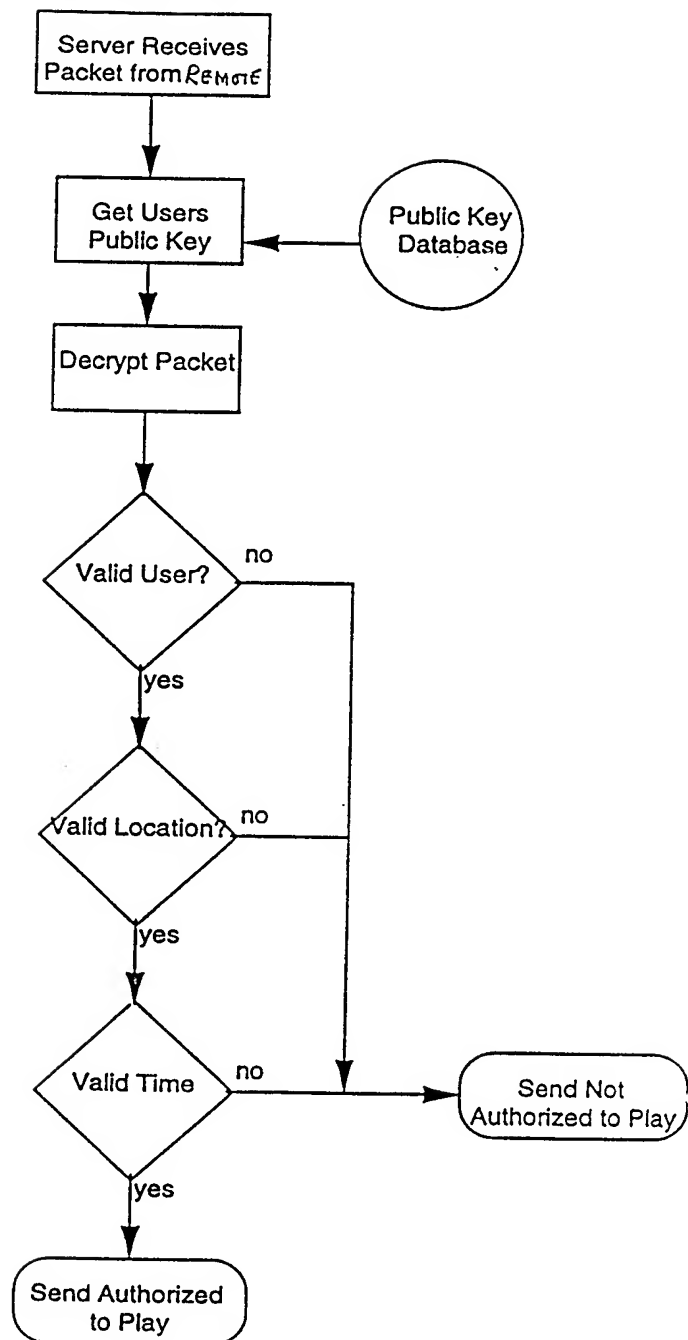 Server Receives
Packet from REMOTE
Get Users
Public Key
Public Key
Database
Decrypt Packet
Valid User?
no
yes
Valid Location?
no
yes
Valid Time
no
Send Not
Authorized to Play
yes
Send Authorized
to Play